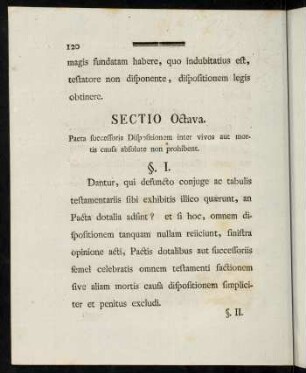 120
magis fundatam habere, quo indubitatius est,
testatore non disponente, dispositionem legis
obtinere.
SECTIO Octava.
Pacta successoria Dispositionem inter vivos aut mor-
tis causa absolute non prohibent.
§. I.
Dantur, qui defuncto conjuge ac tabulis
testamentariis sibi exhibitis illico quærunt, an
Pacta dotalia adsint? et si hoc, omnem di-
spositionem tanquam nullam reiiciunt, sinistra
opinione acti, Pactis dotalibus aut successoriis
semel celebratis omnem testamenti factionem
sive aliam mortis causâ dispositionem simplici-
ter et penitus excludi.
§. II.